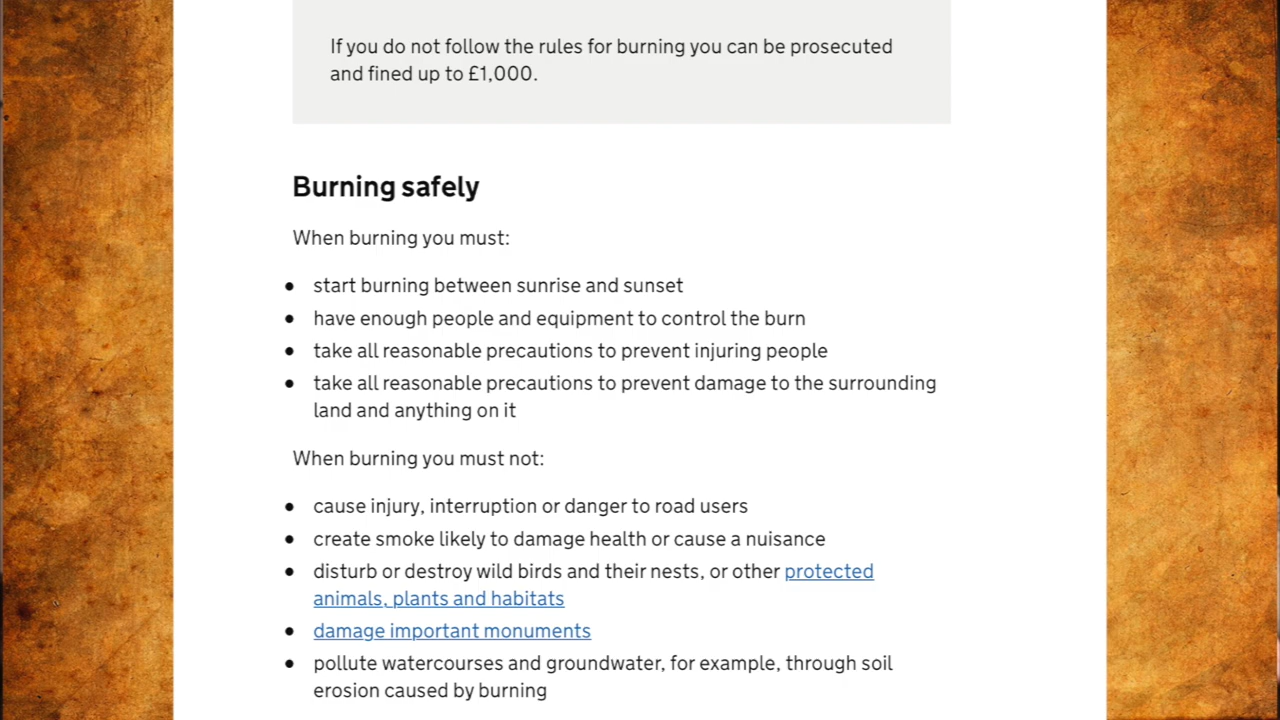 If you do not follow the rules for burning you can be prosecuted
and fined up to £1,000.
Burning safely
When burning you must:
• start burning between sunrise and sunset
• have enough people and equipment to control the burn
• take all reasonable precautions to prevent injuring people
• take all reasonable precautions to prevent damage to the surrounding
land and anything on it
When burning you must not:
• cause injury, interruption or danger to road users
• create smoke likely to damage health or cause a nuisance
• disturb or destroy wild birds and their nests, or other protected
animals, plants and habitats
• damage important monuments
• pollute watercourses and groundwater, for example, through soil
erosion caused by burning